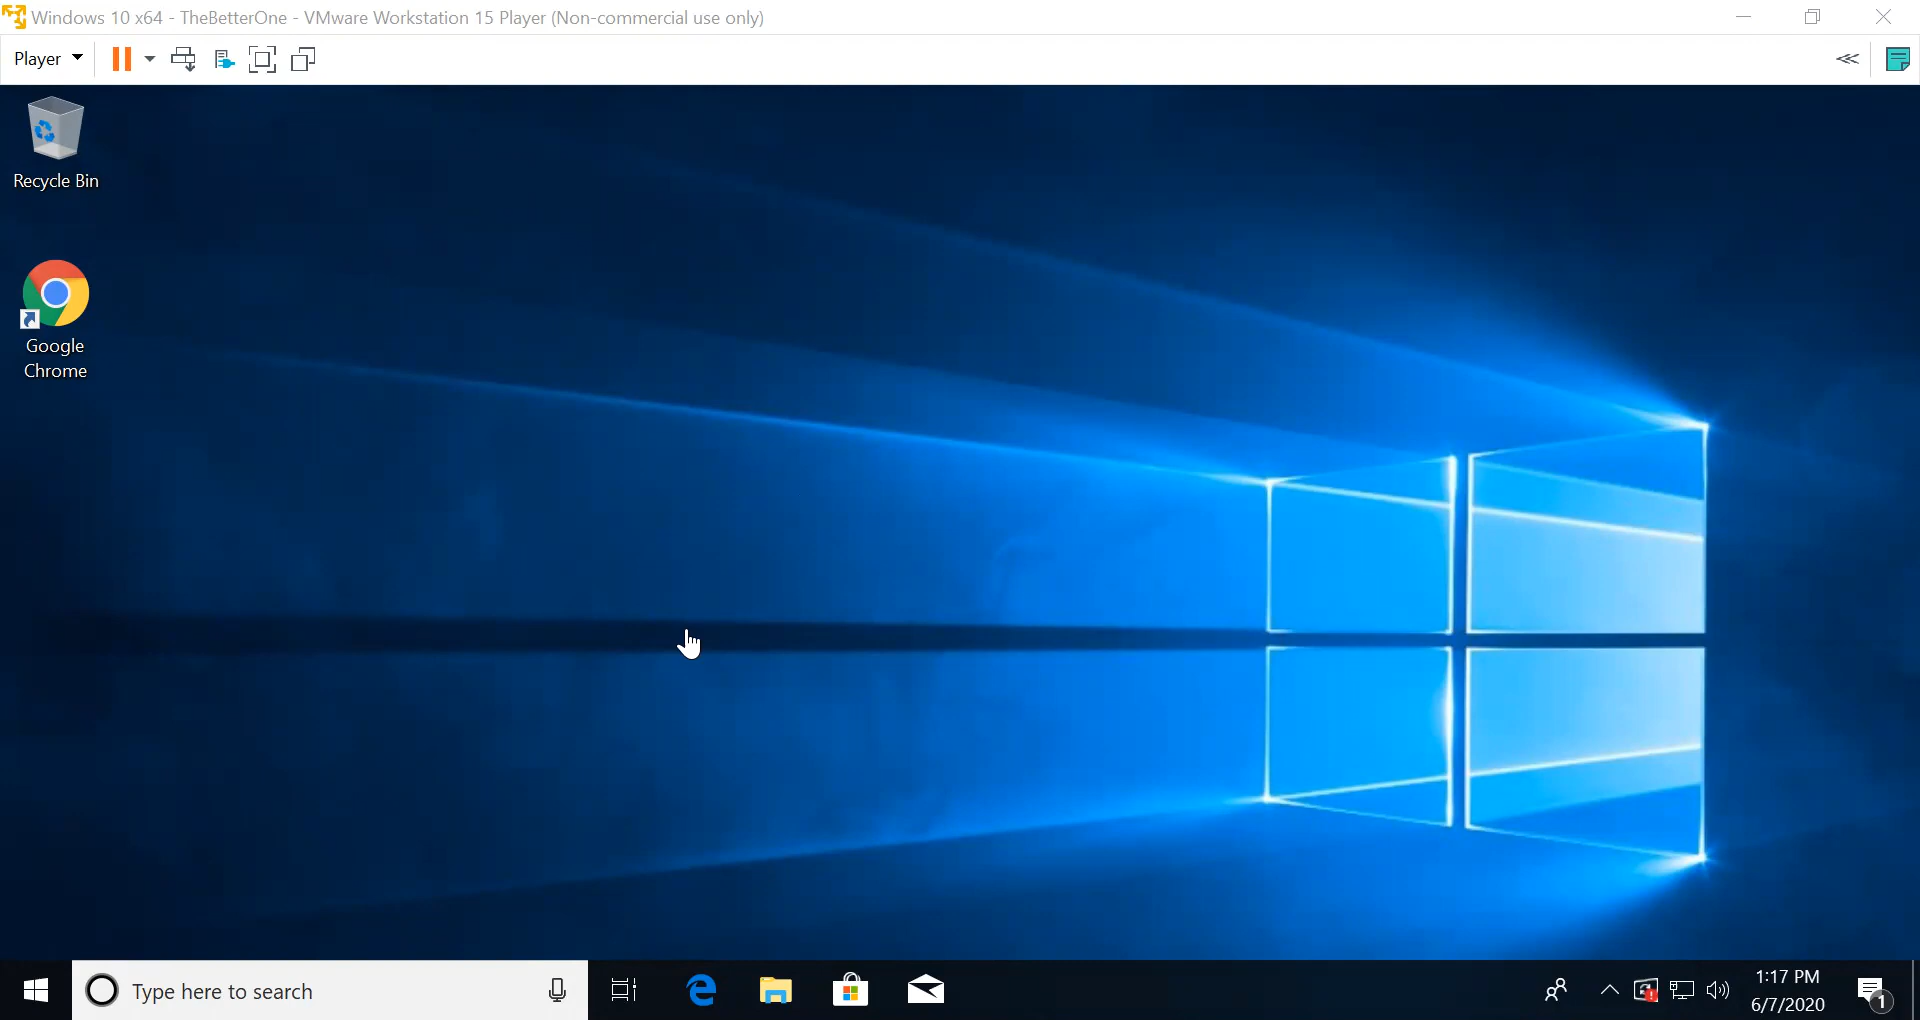 Windows 10 x64 - TheBetterOne - VMware Workstation 15 Player (Non-commercial use only)
Player
Recycle Bin
Google
Chrome
Type here to search
1:17 PM
6/7/2020
1